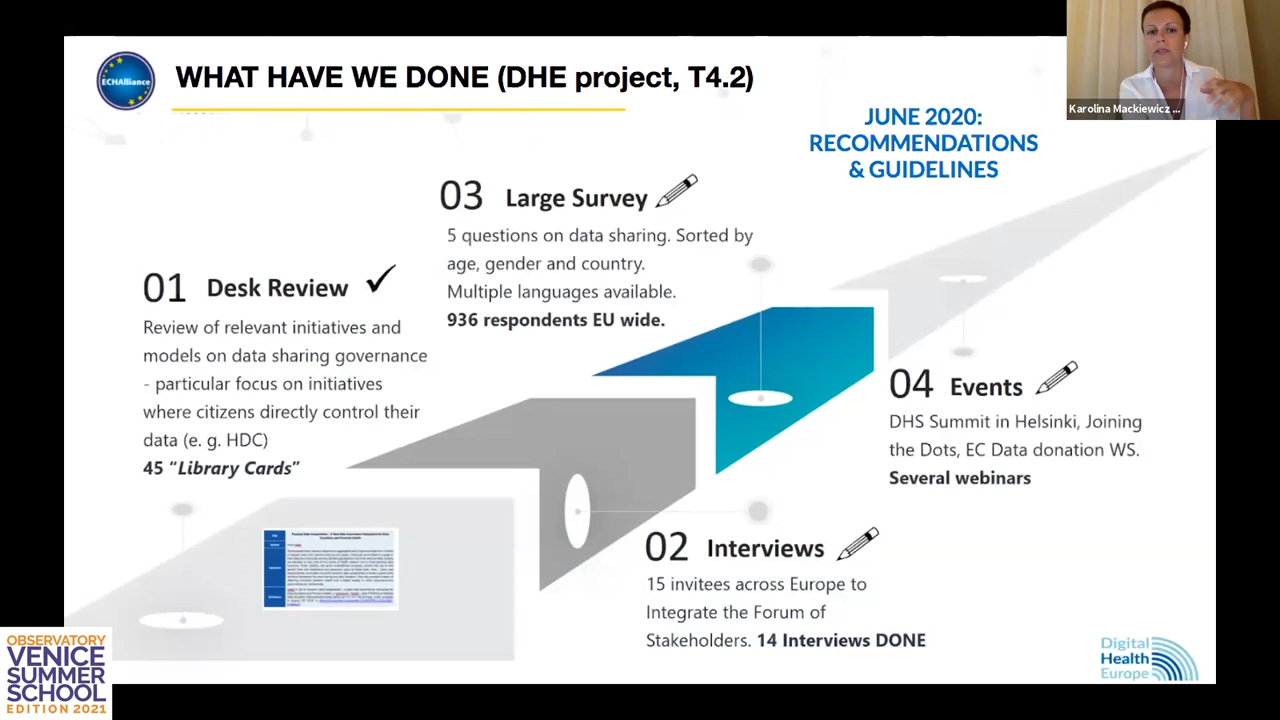 ECHAlliance
WHAT HAVE WE DONE (DHE project, T4.2)
Karolina Mackiewicz ...
JUNE 2020:
RECOMMENDATIONS
& GUIDELINES
01 Desk Review
Review of relevant initiatives and
models on data sharing governance
- particular focus on initiatives
where citizens directly control their
data (e. g. HDC)
45 “Library Cards”
03 Large Survey
5 questions on data sharing. Sorted by
age, gender and country.
Multiple languages available.
936 respondents EU wide.
04 Events
DHS Summit in Helsinki, Joining
the Dots, EC Data donation WS.
Several webinars
02 Interviews
15 invitees across Europe to
Integrate the Forum of
Stakeholders. 14 Interviews DONE
OBSERVATORY
VENICE
SUMMER
SCHOOL
EDITION 2021
Digital
Health
Europe